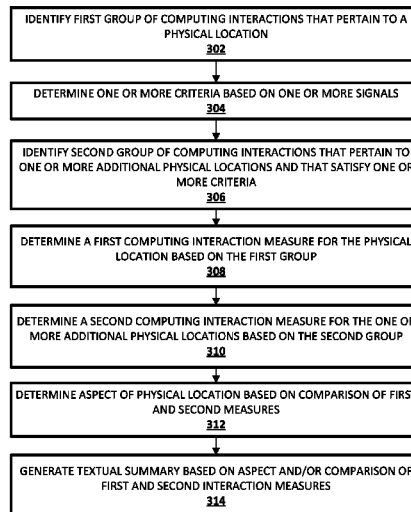 IDENTIFY FIRST GROUP OF COMPUTING INTERACTIONS THAT PERTAIN TO A
PHYSICAL LOCATION
302
DETERMINE ONE OR MORE CRITERIA BASED ON ONE OR MORE SIGNALS
304
IDENTIFY SECOND GROUP OF COMPUTING INTERACTIONS THAT PERTAIN TO
ONE OR MORE ADDITIONAL PHYSICAL LOCATIONS AND THAT SATISFY ONE OR
MORE CRITERIA
306
DETERMINE A FIRST COMPUTING INTERACTION MEASURE FOR THE PHYSICAL
LOCATION BASED ON THE FIRST GROUP
308
DETERMINE A SECOND COMPUTING INTERACTION MEASURE FOR THE ONE OR
MORE ADDITIONAL PHYSICAL LOCATIONS BASED ON THE SECOND GROUP
310
DETERMINE ASPECT OF PHYSICAL LOCATION BASED ON COMPARISON OF FIRST
AND SECOND MEASURES
312
GENERATE TEXTUAL SUMMARY BASED ON ASPECT AND/OR COMPARISON OF
FIRST AND SECOND INTERACTION MEASURES
314